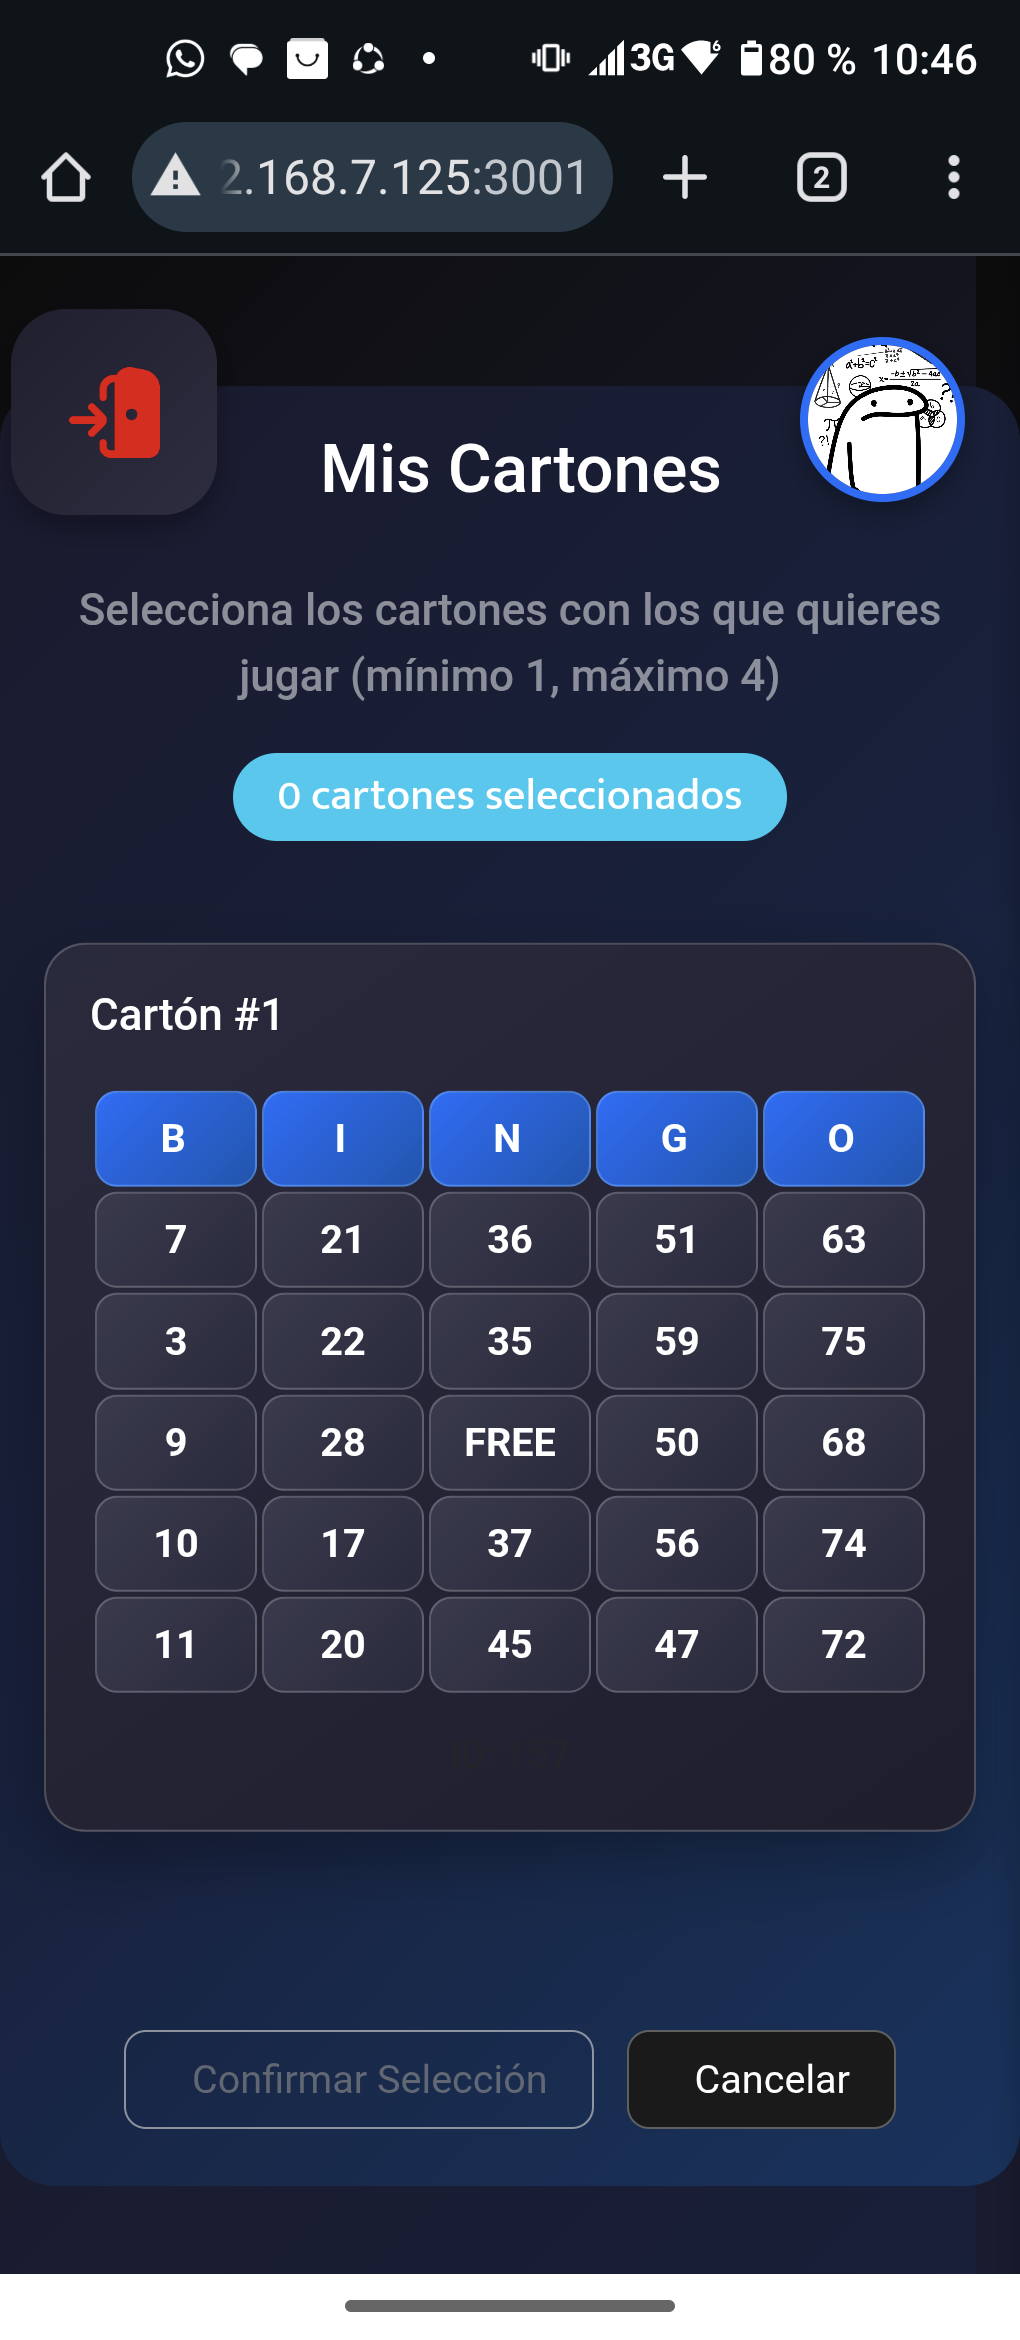 3G 6 80 % 10:46
2.168.7.125:3001
2
Mis Cartones
Selecciona los cartones con los que quieres
jugar (mínimo 1, máximo 4)
0 cartones seleccionados
Cartón #1
B I N G O
7 21 36 51 63
3 22 35 59 75
9 28 FREE 50 68
10 17 37 56 74
11 20 45 47 72
ID: 157
Confirmar Selección
Cancelar